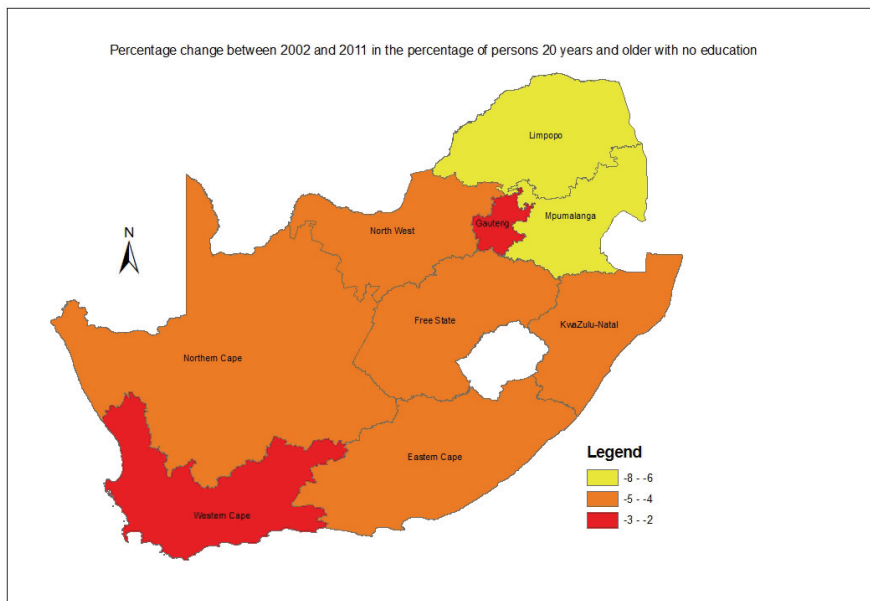 Percentage change between 2002 and 2011 in the percentage of persons 20 years and older with no education
Limpopo
N
Mpumalanga
Gauteng
North West
Free State
KwaZulu-Natal
Northern Cape
Eastern Cape
Western Cape
Legend
-8 - -6
-5 - -4
-3 - -2